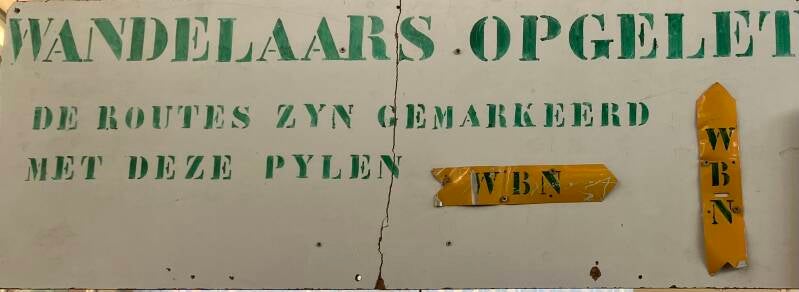 WANDELAARS OPGELET
DE ROUTES ZYN GEMARKEERD
MET DEZE PYLEN
WBN
WBN